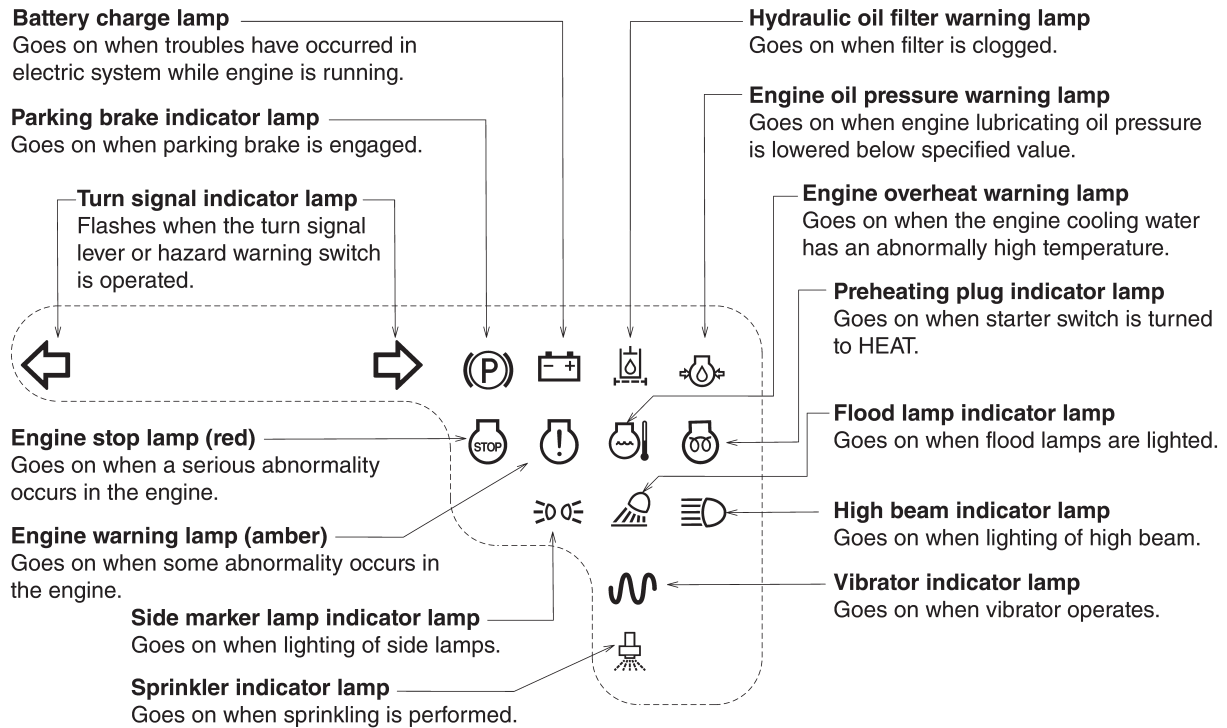 Battery charge lamp
Goes on when troubles have occurred in
electric system while engine is running.
Parking brake indicator lamp
Goes on when parking brake is engaged.
Turn signal indicator lamp
Flashes when the turn signal
lever or hazard warning switch
is operated.
Hydraulic oil filter warning lamp
Goes on when filter is clogged.
Engine oil pressure warning lamp
Goes on when engine lubricating oil pressure
is lowered below specified value.
Engine overheat warning lamp
Goes on when the engine cooling water
has an abnormally high temperature.
Preheating plug indicator lamp
Goes on when starter switch is turned
to HEAT.
P
- +
STOP
!
Engine stop lamp (red)
Goes on when a serious abnormality
occurs in the engine.
Engine warning lamp (amber)
Goes on when some abnormality occurs in
the engine.
Side marker lamp indicator lamp
Goes on when lighting of side lamps.
Sprinkler indicator lamp
Goes on when sprinkling is performed.
Flood lamp indicator lamp
Goes on when flood lamps are lighted.
High beam indicator lamp
Goes on when lighting of high beam.
Vibrator indicator lamp
Goes on when vibrator operates.